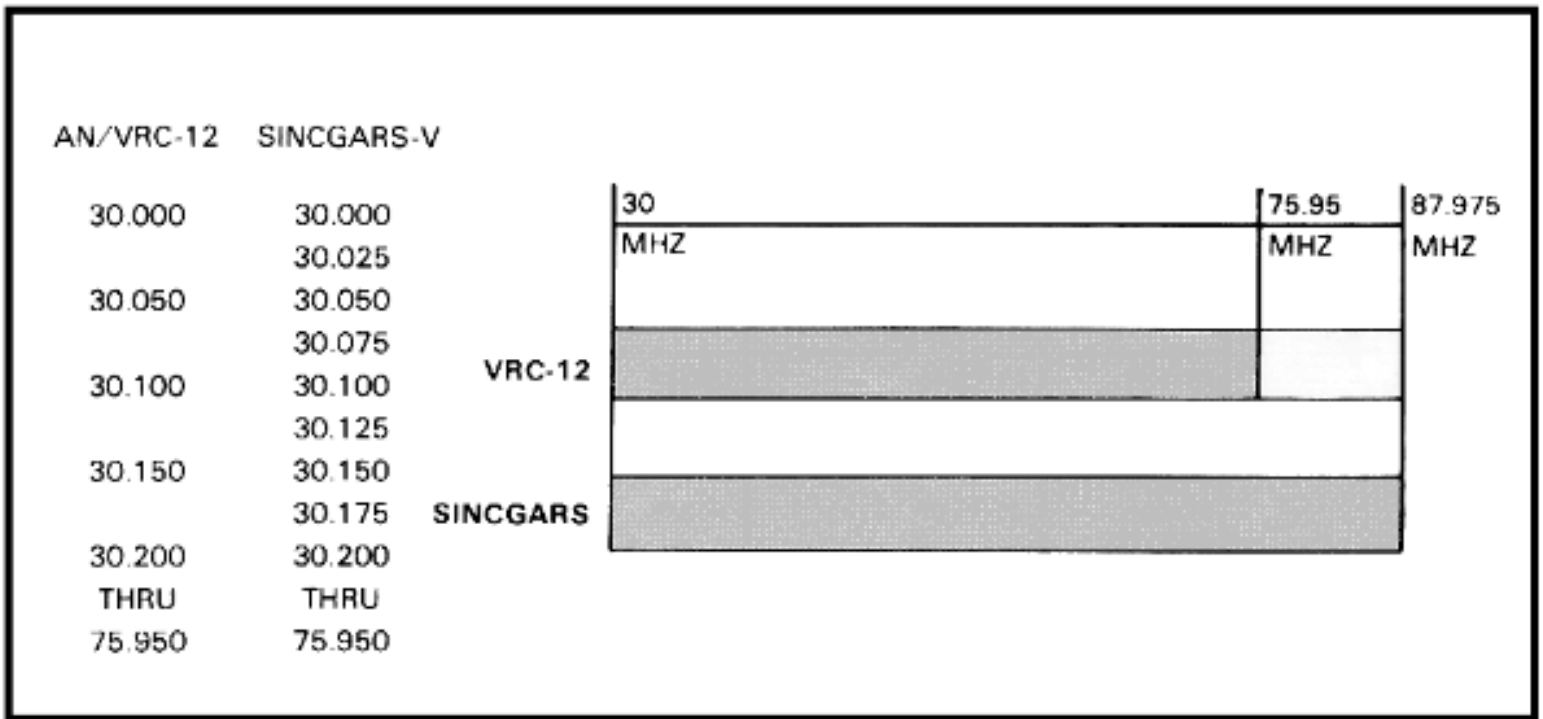 AN/VRC-12 SINCGARS-V
30.000 30.000
30.025
30.050 30.050
30.075
30.100 30.100
30.125
30.150 30.150
30.175
30.200 30.200
THRU THRU
75.950 75.950
30 75.95 87.975
MHZ MHZ MHZ
VRC-12
SINCGARS